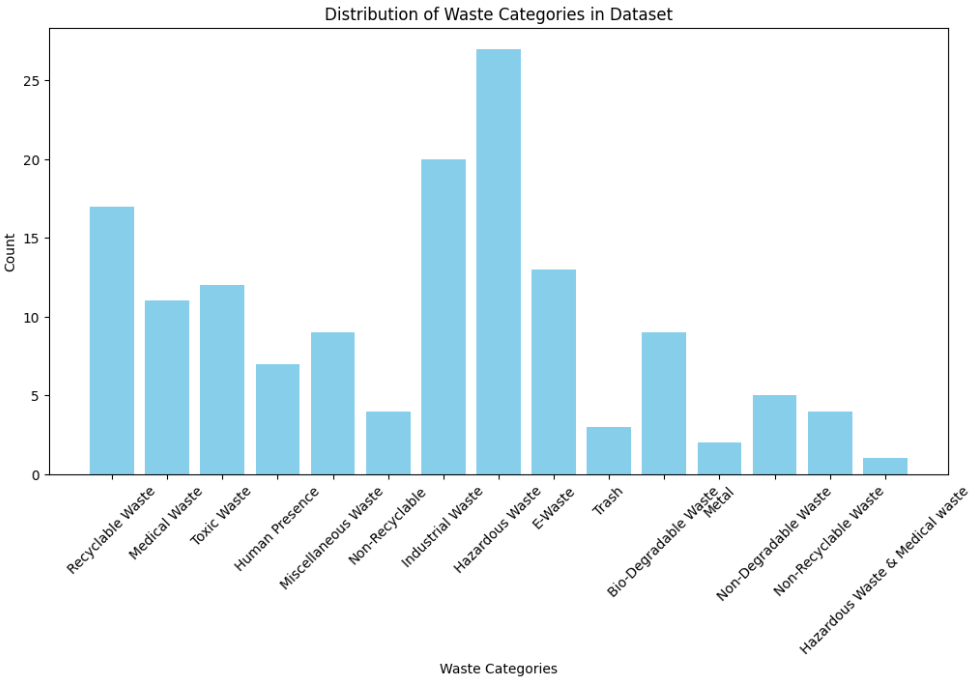 Distribution of Waste Categories in Dataset
25
20
15
10
5
0
Count
Recyclable Waste
Medical Waste
Toxic Waste
Human Presence
Miscellaneous Waste
Non-Recyclable
Industrial Waste
Hazardous Waste
E-Waste
Trash
Bio-Degradable Waste
Metal
Non-Degradable Waste
Non-Recyclable Waste
Hazardous Waste & Medical waste
Waste Categories